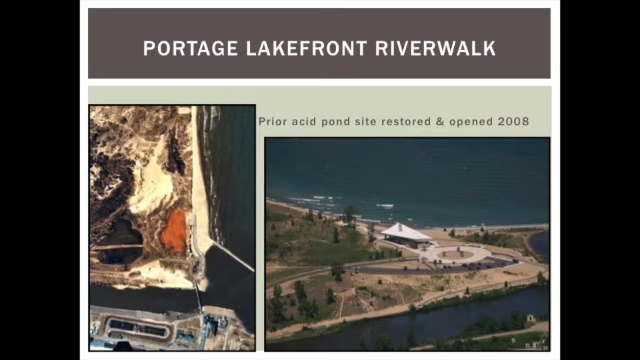 PORTAGE LAKEFRONT RIVERWALK
Prior acid pond site restored & opened 2008